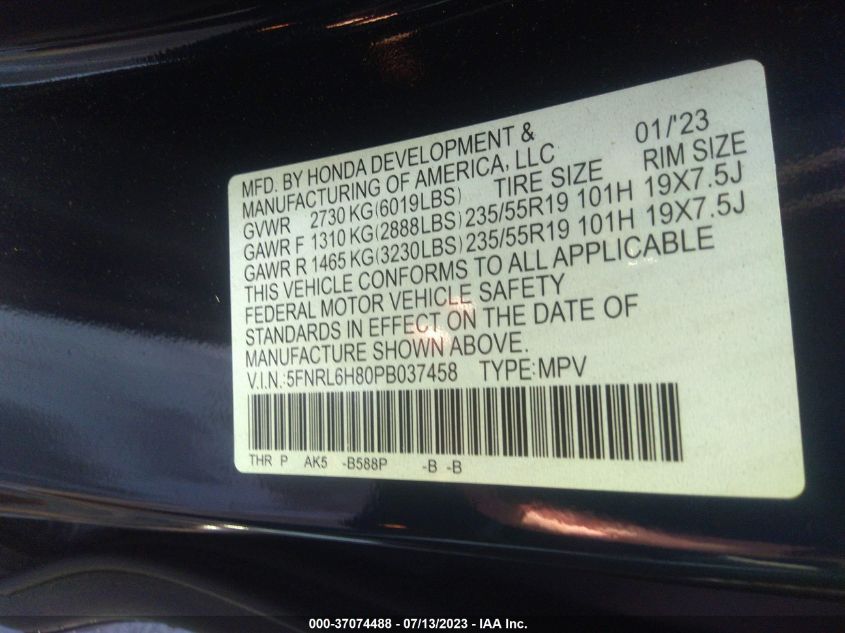 MFD. BY HONDA DEVELOPMENT & 01/'23
MANUFACTURING OF AMERICA, LLC
GVWR 2730 KG(6019LBS) TIRE SIZE RIM SIZE
GAWR F 1310 KG(2888LBS) 235/55R19 101H 19X7.5J
GAWR R 1465 KG(3230LBS) 235/55R19 101H 19X7.5J
THIS VEHICLE CONFORMS TO ALL APPLICABLE
FEDERAL MOTOR VEHICLE SAFETY
STANDARDS IN EFFECT ON THE DATE OF
MANUFACTURE SHOWN ABOVE.
V.I.N.:5FNRL6H80PB037458 TYPE:MPV
THR P AK5 -B588P -B -B
000-37074488 - 07/13/2023 - IAA Inc.